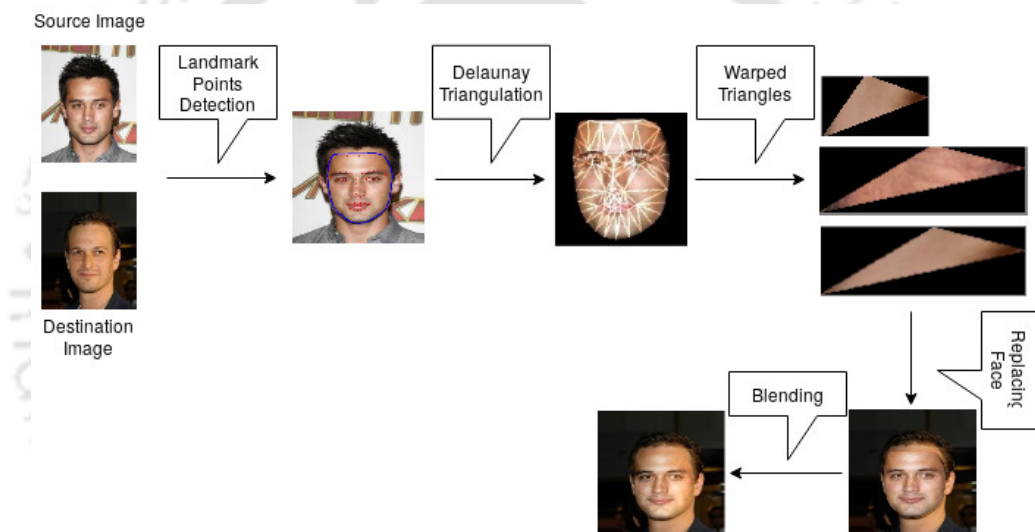 Source Image
Landmark
Points
Detection
Delaunay
Triangulation
Warped
Triangles
Destination
Image
Replacing
Face
Blending